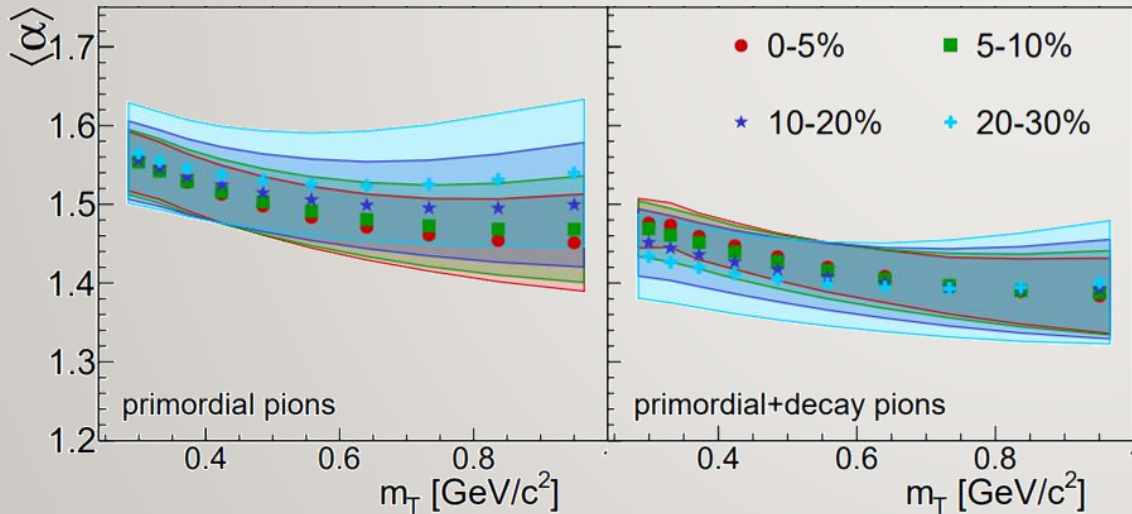 ⟨α⟩
1.7
1.6
1.5
1.4
1.3
1.2
0-5%
5-10%
10-20%
20-30%
primordial pions
primordial+decay pions
0.4 0.6 0.8
0.4 0.6 0.8
m_T [GeV/c²]
m_T [GeV/c²]